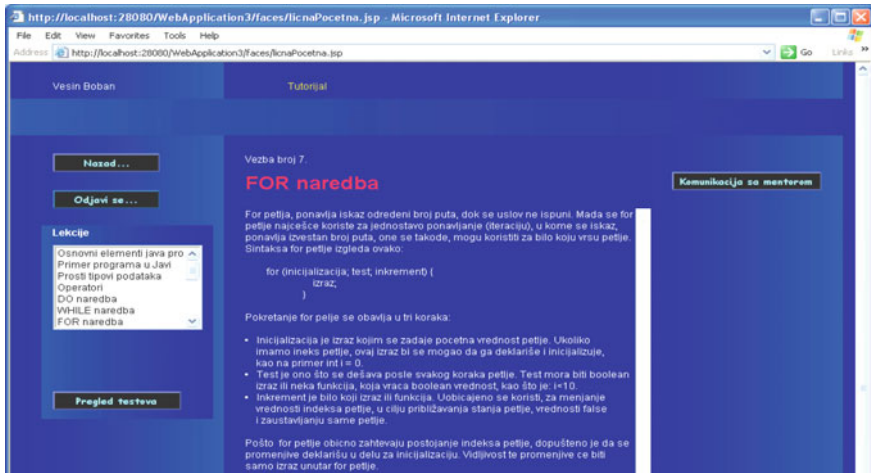 http://localhost:28080/WebApplication3/faces/licnaPocetna.jsp - Microsoft Internet Explorer
File Edit View Favorites Tools Help
Address http://localhost:28080/WebApplication3/faces/licnaPocetna.jsp Go Links »
Vesin Boban Tutorijal
Nazad...
Odjavi se...
Lekcije
Osnovni elementi java pro
Primer programa u Javi
Prosti tipovi podataka
Operatori
DO naredba
WHILE naredba
FOR naredba
Pregled testova
Vezba broj 7.
FOR naredba
For petlja, ponavlja iskaz odredeni broj puta, dok se uslov ne ispuni. Mada se for
petlje najcešce koriste za jednostavo ponavljanje (iteraciju), u kome se iskaz,
ponavlja izvestan broj puta, one se takode, mogu koristiti za bilo koju vrsu petlje.
Sintaksa for petlje izgleda ovako:
for (inicijalizacija; test; inkrement) {
izraz;
}
Pokretanje for pelje se obavlja u tri koraka:
• Inicijalizacija je izraz kojim se zadaje pocetna vrednost petlje. Ukoliko
imamo ineks petlje, ovaj izraz bi se mogao da ga deklariše i inicijalizuje,
kao na primer int i = 0.
• Test je ono što se dešava posle svakog koraka petlje. Test mora biti boolean
izraz ili neka funkcija, koja vraca boolean vrednost, kao što je: i<10.
• Inkrement je bilo koji izraz ili funkcija. Uobicajeno se koristi, za menjanje
vrednosti indeksa petlje, u cilju približavanja stanja petlje, vrednosti false
i zaustavljanju same petlje.
Pošto for petlje obicno zahtevaju postojanje indeksa petlje, dopušteno je da se
promenjive deklarišu u delu za inicijalizaciju. Vidljivost te promenjive ce biti
samo izraz unutar for petlje.
Komunikacija sa mentorom